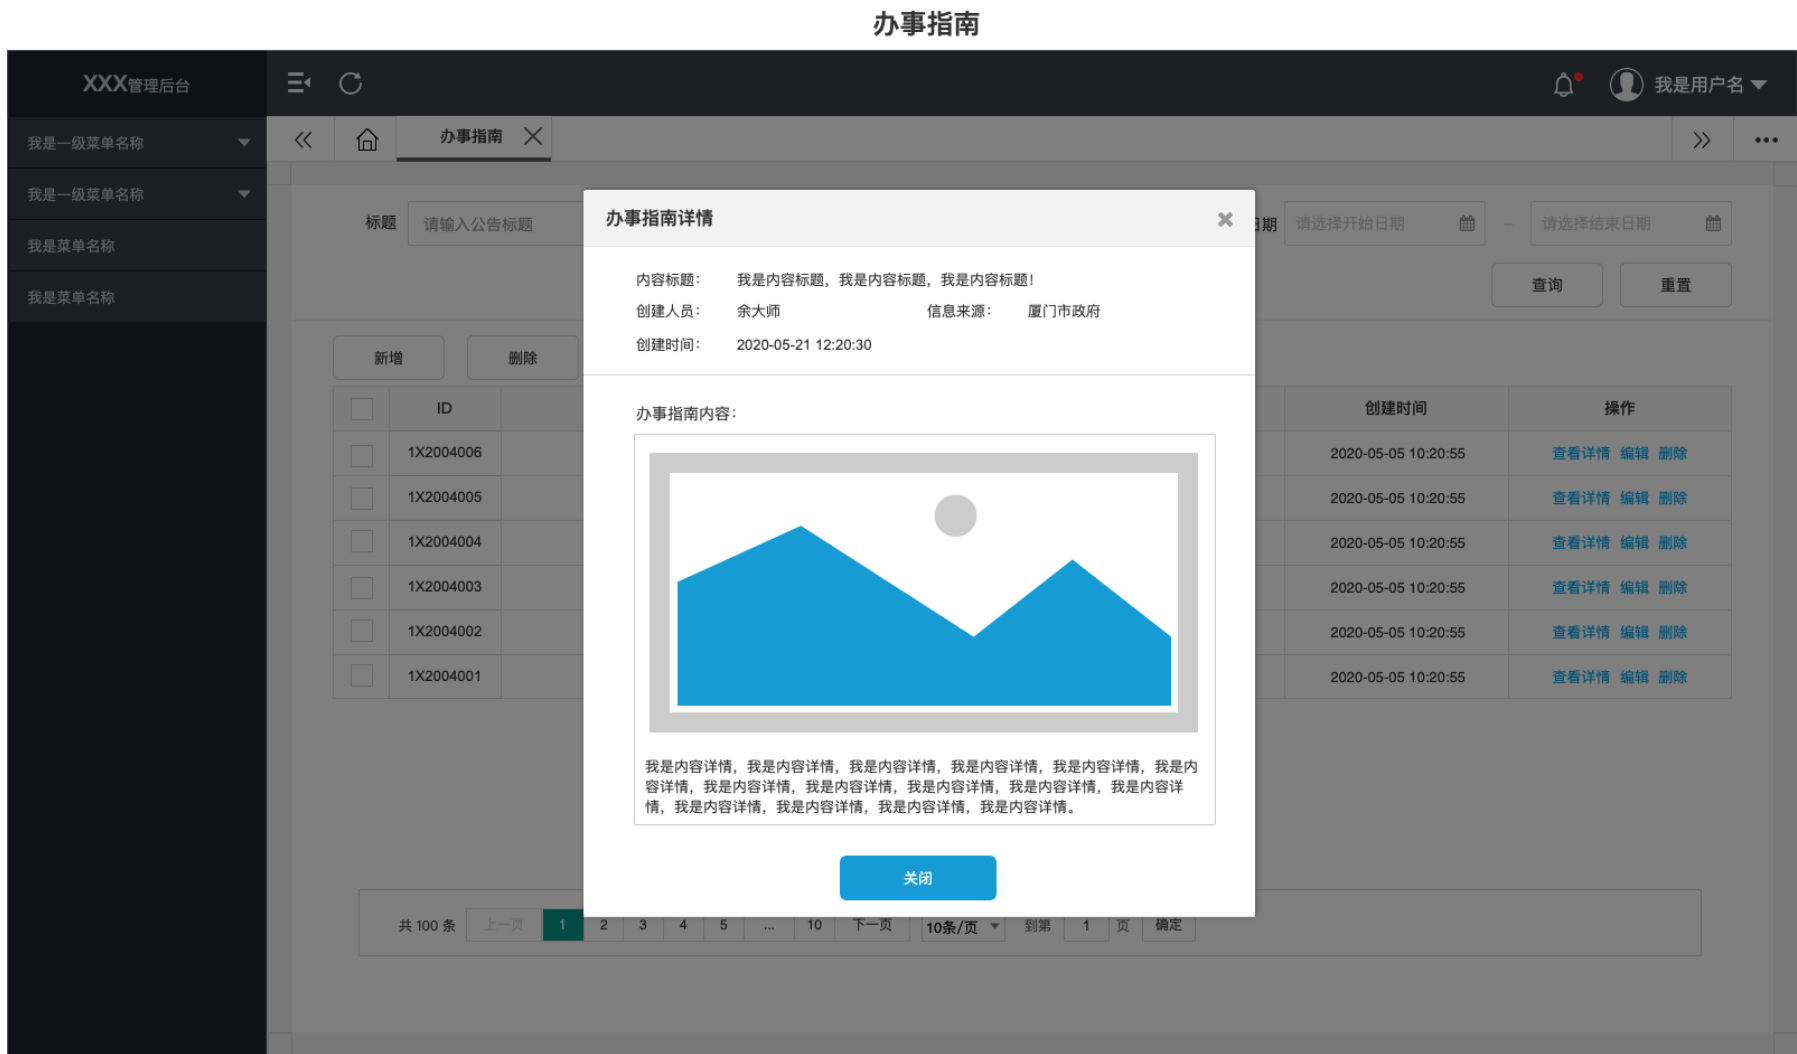 办事指南
XXX管理后台
我是用户名
我是一级菜单名称
办事指南
我是一级菜单名称
我是菜单名称
我是菜单名称
标题
请输入公告标题
日期
请选择开始日期
–
请选择结束日期
查询
重置
新增
删除
ID
创建时间
操作
1X2004006
2020-05-05 10:20:55
查看详情 编辑 删除
1X2004005
2020-05-05 10:20:55
查看详情 编辑 删除
1X2004004
2020-05-05 10:20:55
查看详情 编辑 删除
1X2004003
2020-05-05 10:20:55
查看详情 编辑 删除
1X2004002
2020-05-05 10:20:55
查看详情 编辑 删除
1X2004001
2020-05-05 10:20:55
查看详情 编辑 删除
办事指南详情
内容标题： 我是内容标题，我是内容标题，我是内容标题！
创建人员： 余大师 信息来源： 厦门市政府
创建时间： 2020-05-21 12:20:30
办事指南内容：
我是内容详情，我是内容详情，我是内容详情，我是内容详情，我是内容详情，我是内
容详情，我是内容详情，我是内容详情，我是内容详情，我是内容详情，我是内容详
情，我是内容详情，我是内容详情，我是内容详情，我是内容详情。
关闭
共 100 条 上一页 1 2 3 4 5 ... 10 下一页 10条/页 到第 1 页 确定